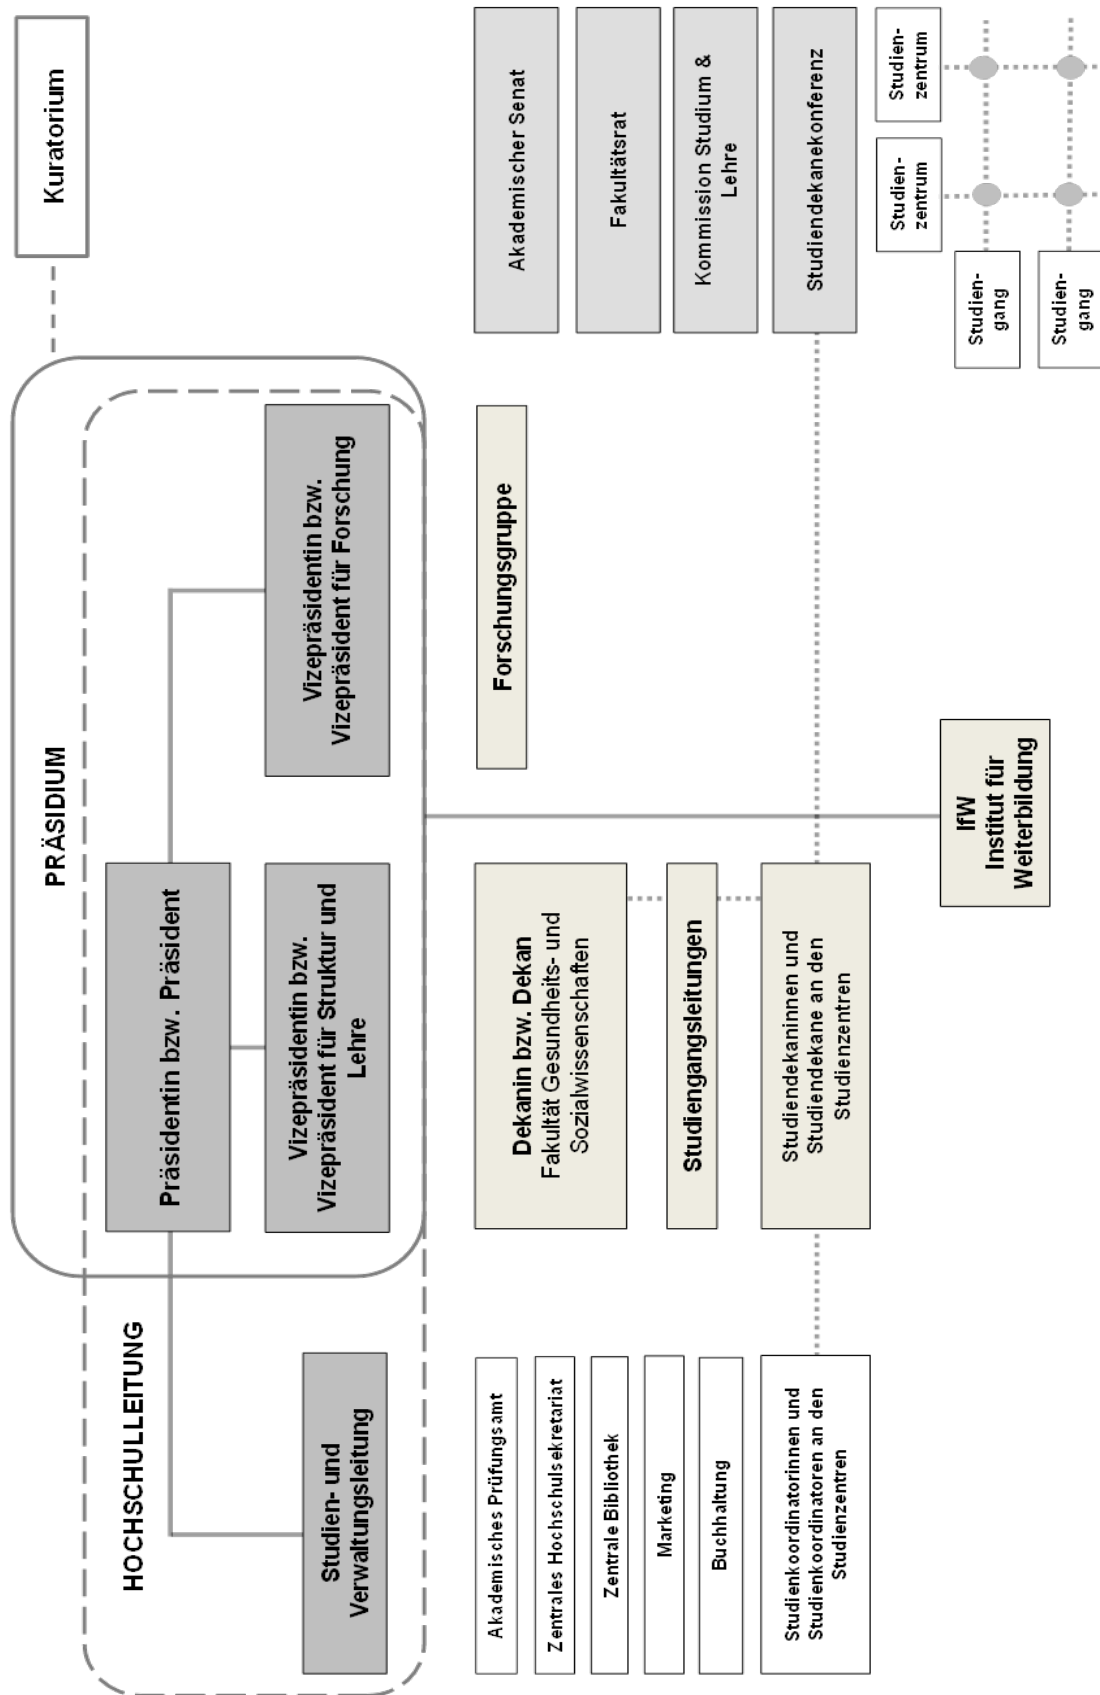 PRÄSIDIUM
Kuratorium
HOCHSCHULLEITUNG
Präsidentin bzw. Präsident
Studien- und
Verwaltungsleitung
Vizepräsidentin bzw.
Vizepräsident für Struktur und
Lehre
Vizepräsidentin bzw.
Vizepräsident für Forschung
Akademisches Prüfungsamt
Zentrales Hochschulsekretariat
Zentrale Bibliothek
Marketing
Buchhaltung
Studienkoordinatorinnen und
Studienkoordinatoren an den
Studienzentren
Dekanin bzw. Dekan
Fakultät Gesundheits- und
Sozialwissenschaften
Studiengangsleitungen
Studiendekaninnen und
Studiendekane an den
Studienzentren
Forschungsgruppe
IfW
Institut für
Weiterbildung
Akademischer Senat
Fakultätsrat
Kommission Studium &
Lehre
Studiendekanekonferenz
Studien-
zentrum
Studien-
zentrum
Studien-
gang
Studien-
gang